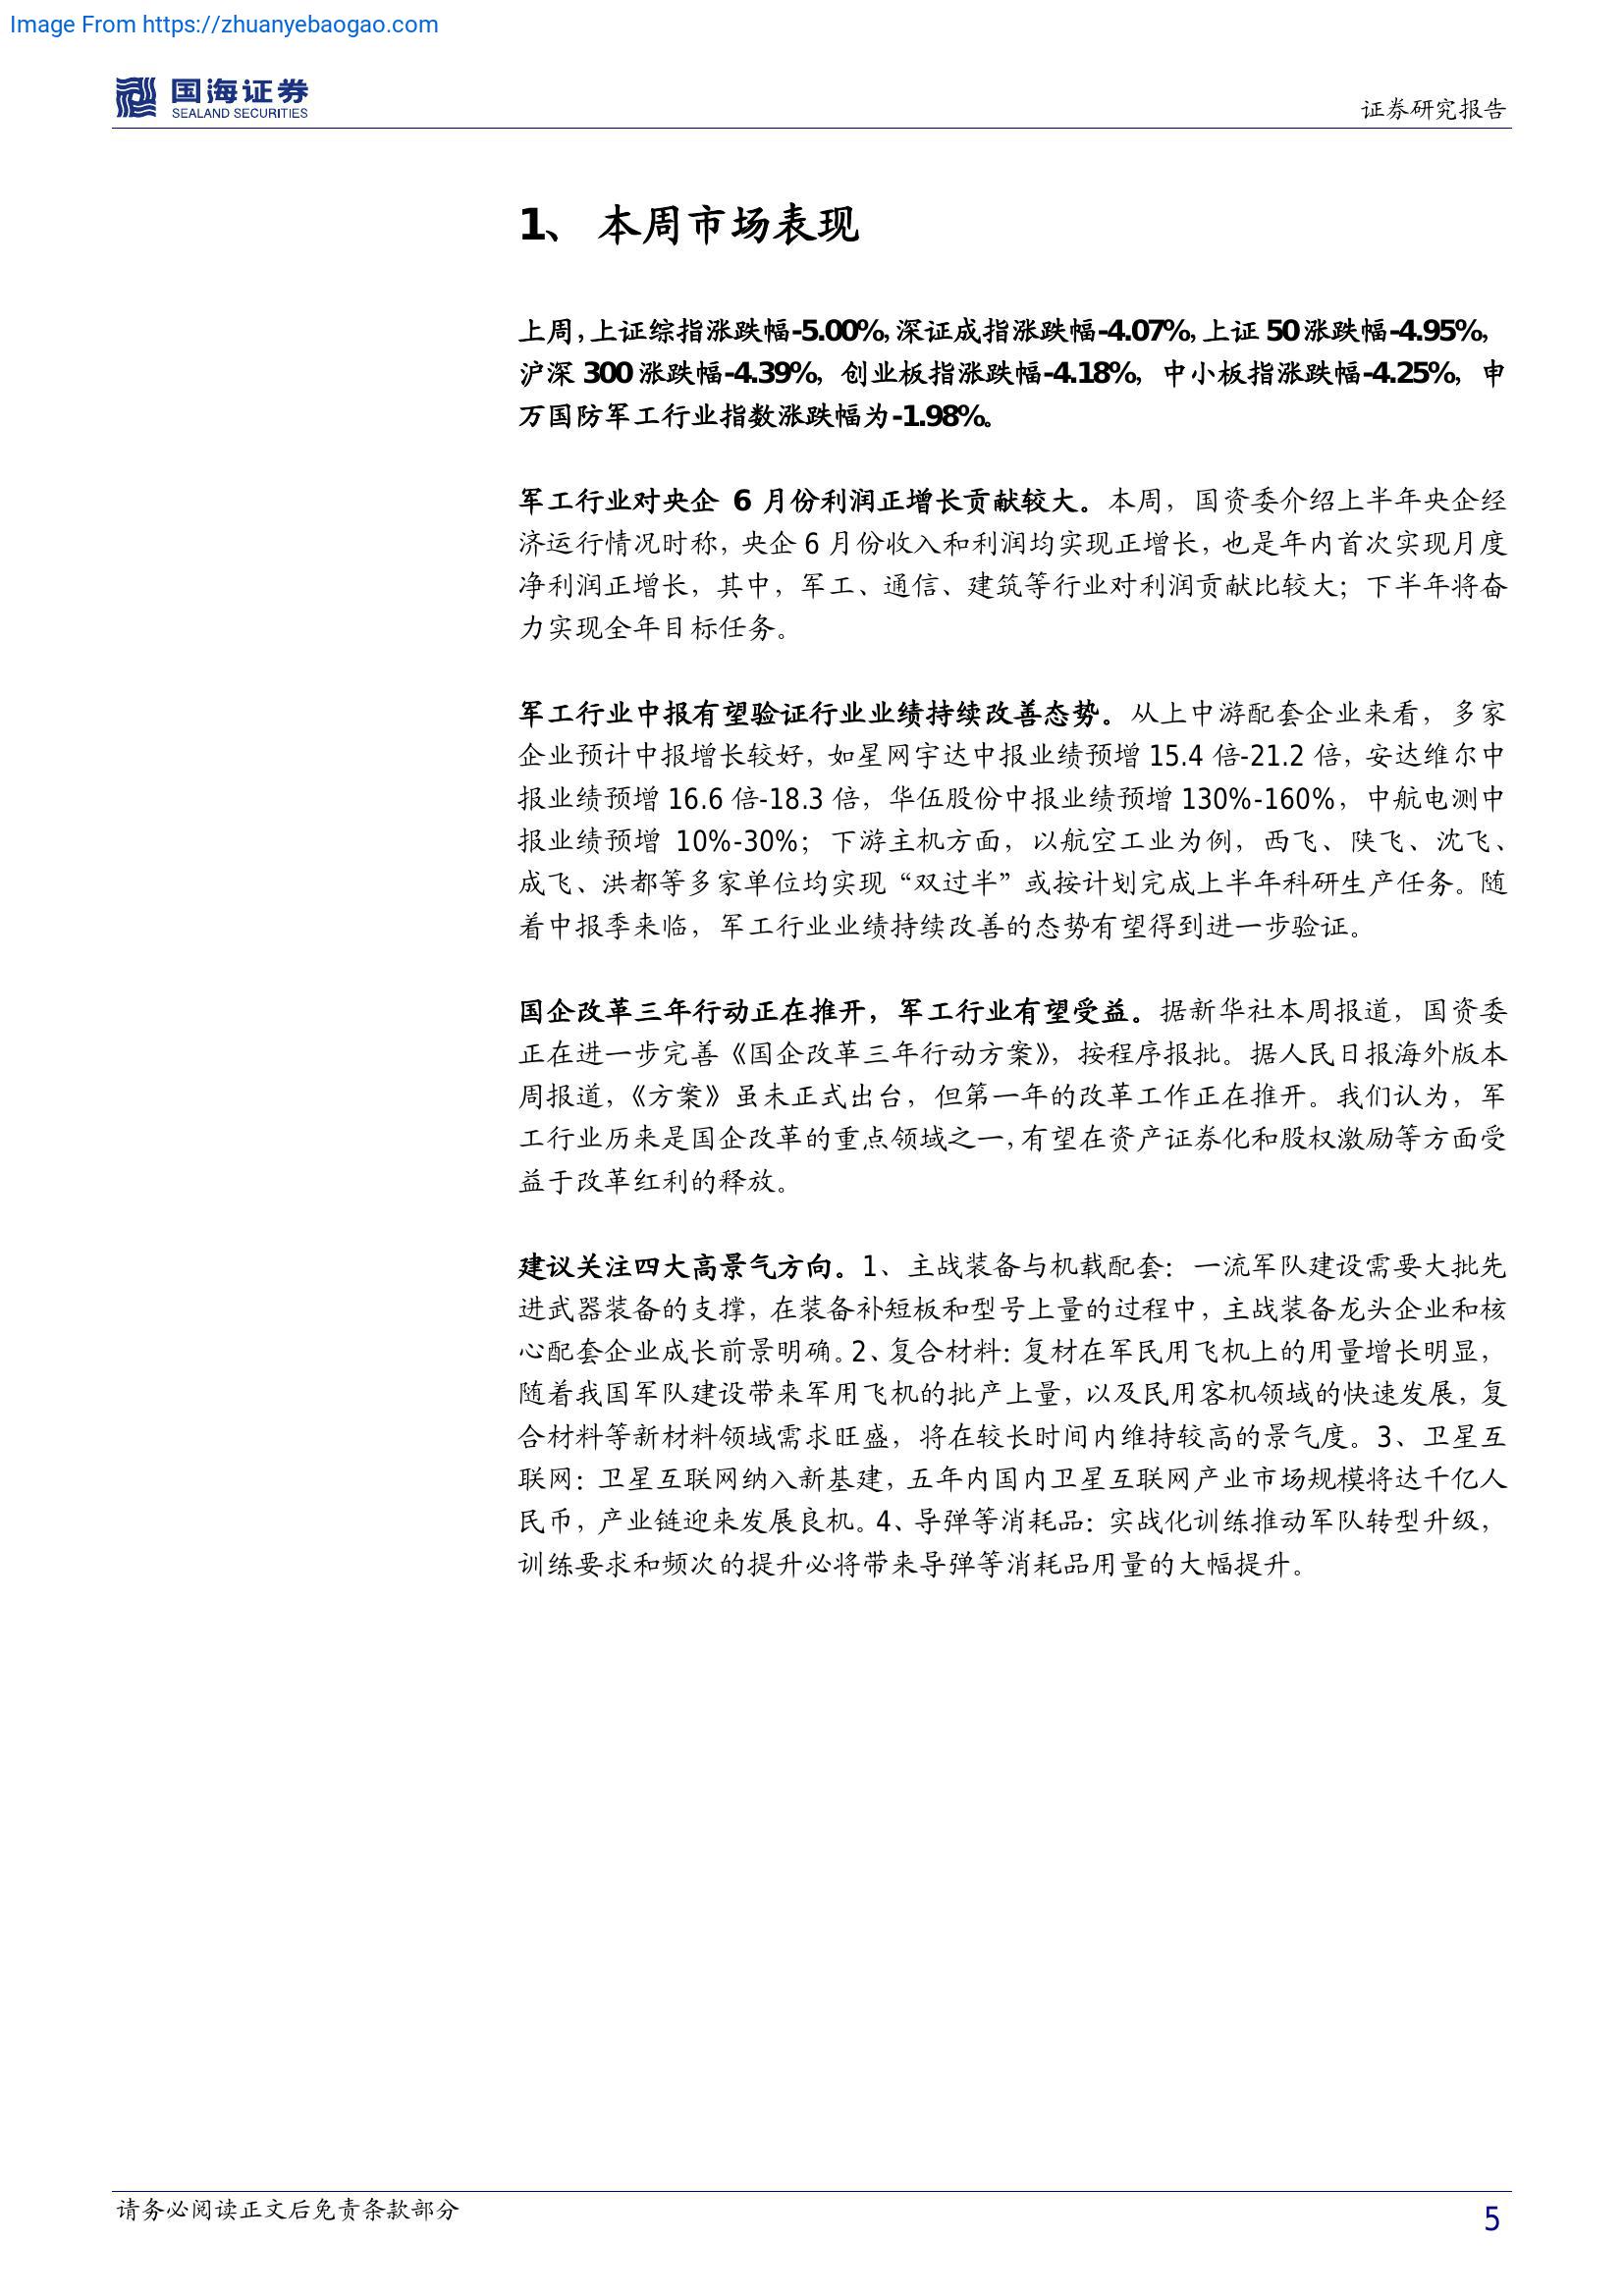 Image From https://zhuanyebaogao.com
国海证券
SEALAND SECURITIES
证券研究报告
1、 本周市场表现
上周，上证综指涨跌幅-5.00%，深证成指涨跌幅-4.07%，上证 50 涨跌幅-4.95%，
沪深 300 涨跌幅-4.39%，创业板指涨跌幅-4.18%，中小板指涨跌幅-4.25%，申
万国防军工行业指数涨跌幅为-1.98%。
军工行业对央企 6 月份利润正增长贡献较大。本周，国资委介绍上半年央企经
济运行情况时称，央企 6 月份收入和利润均实现正增长，也是年内首次实现月度
净利润正增长，其中，军工、通信、建筑等行业对利润贡献比较大；下半年将奋
力实现全年目标任务。
军工行业中报有望验证行业业绩持续改善态势。从上中游配套企业来看，多家
企业预计中报增长较好，如星网宇达中报业绩预增 15.4 倍-21.2 倍，安达维尔中
报业绩预增 16.6 倍-18.3 倍，华伍股份中报业绩预增 130%-160%，中航电测中
报业绩预增 10%-30%；下游主机方面，以航空工业为例，西飞、陕飞、沈飞、
成飞、洪都等多家单位均实现“双过半”或按计划完成上半年科研生产任务。随
着中报季来临，军工行业业绩持续改善的态势有望得到进一步验证。
国企改革三年行动正在推开，军工行业有望受益。据新华社本周报道，国资委
正在进一步完善《国企改革三年行动方案》，按程序报批。据人民日报海外版本
周报道，《方案》虽未正式出台，但第一年的改革工作正在推开。我们认为，军
工行业历来是国企改革的重点领域之一，有望在资产证券化和股权激励等方面受
益于改革红利的释放。
建议关注四大高景气方向。1、主战装备与机载配套：一流军队建设需要大批先
进武器装备的支撑，在装备补短板和型号上量的过程中，主战装备龙头企业和核
心配套企业成长前景明确。2、复合材料：复材在军民用飞机上的用量增长明显，
随着我国军队建设带来军用飞机的批产上量，以及民用客机领域的快速发展，复
合材料等新材料领域需求旺盛，将在较长时间内维持较高的景气度。3、卫星互
联网：卫星互联网纳入新基建，五年内国内卫星互联网产业市场规模将达千亿人
民币，产业链迎来发展良机。4、导弹等消耗品：实战化训练推动军队转型升级，
训练要求和频次的提升必将带来导弹等消耗品用量的大幅提升。
请务必阅读正文后免责条款部分
5